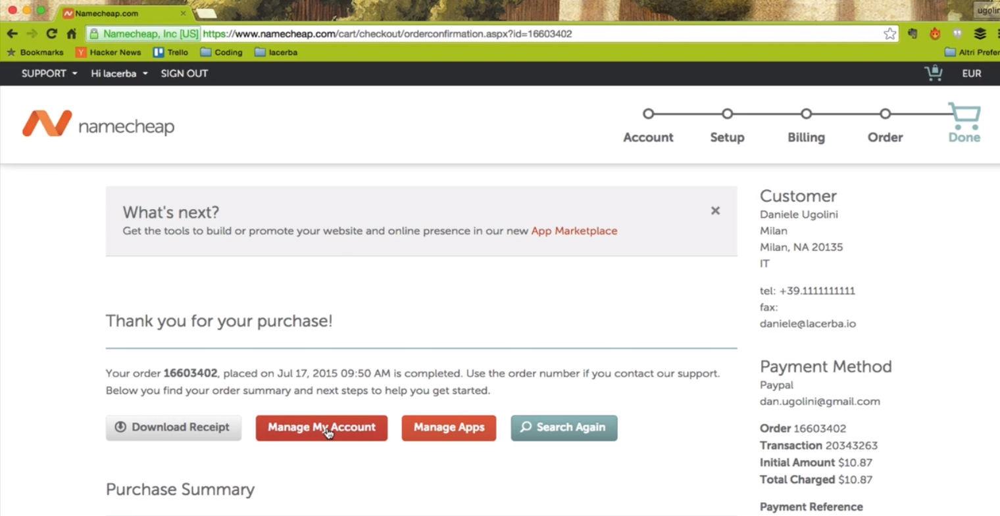 Namecheap.com
Namecheap, Inc [US] https://www.namecheap.com/cart/checkout/orderconfirmation.aspx?id=16603402
Bookmarks Hacker News Trello Coding lacerba
SUPPORT Hi lacerba SIGN OUT EUR
namecheap
Account Setup Billing Order Done
What's next?
Get the tools to build or promote your website and online presence in our new App Marketplace
Thank you for your purchase!
Your order 16603402, placed on Jul 17, 2015 09:50 AM is completed. Use the order number if you contact our support.
Below you find your order summary and next steps to help you get started.
Download Receipt Manage My Account Manage Apps Search Again
Purchase Summary
Customer
Daniele Ugolini
Milan
Milan, NA 20135
IT
tel: +39.1111111111
fax:
daniele@lacerba.io
Payment Method
Paypal
dan.ugolini@gmail.com
Order 16603402
Transaction 20343263
Initial Amount $10.87
Total Charged $10.87
Payment Reference